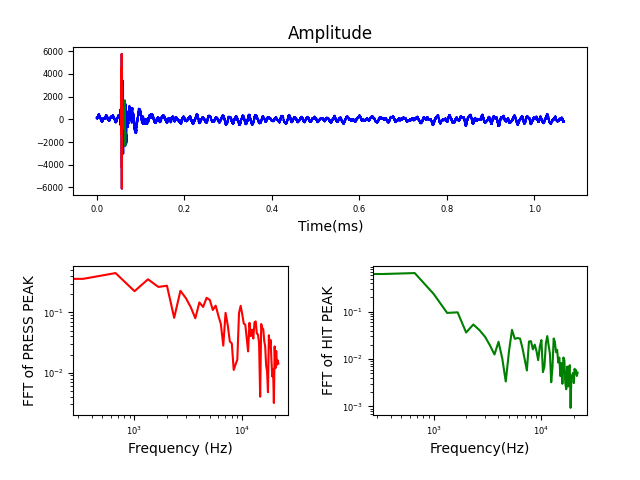 Amplitude
6000
4000
2000
0
−2000
−4000
−6000
0.0 0.2 0.4 0.6 0.8 1.0
Time(ms)
FFT of PRESS PEAK
10⁻¹
10⁻²
10³ 10⁴
Frequency (Hz)
FFT of HIT PEAK
10⁻¹
10⁻²
10⁻³
10³ 10⁴
Frequency(Hz)